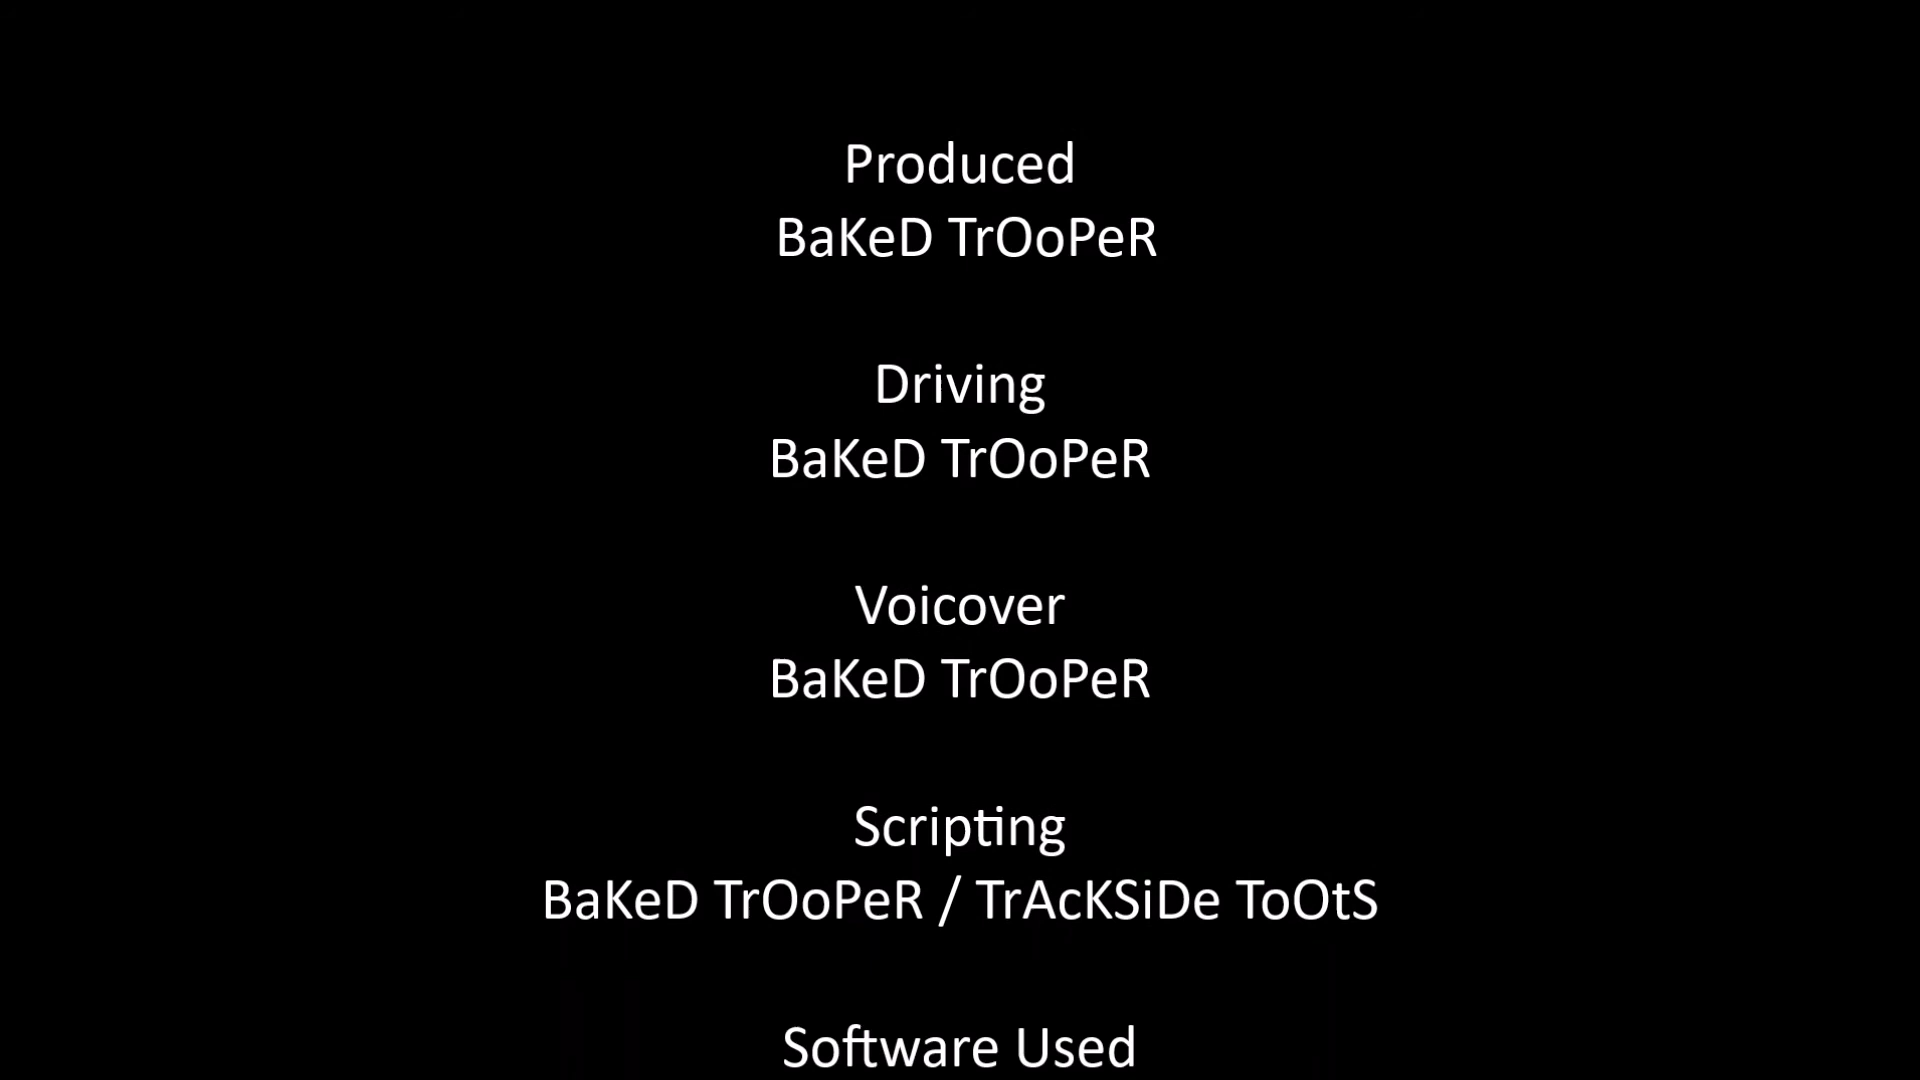 Produced
BaKeD TrOoPeR
Driving
BaKeD TrOoPeR
Voicover
BaKeD TrOoPeR
Scripting
BaKeD TrOoPeR / TrAcKSiDe ToOtS
Software Used